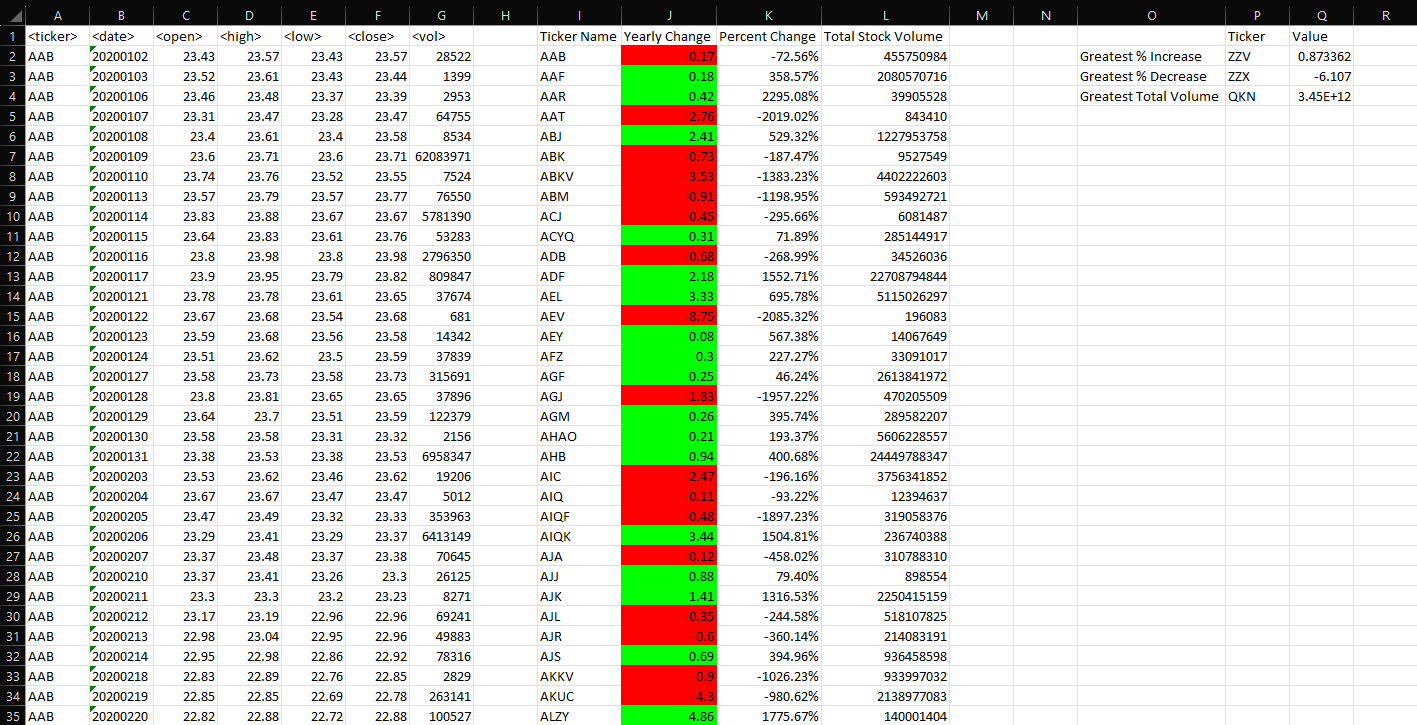 A B C D E F G H I J K L M N O P Q R
1 <ticker> <date> <open> <high> <low> <close> <vol> Ticker Name Yearly Change Percent Change Total Stock Volume Ticker Value
2 AAB 20200102 23.43 23.57 23.43 23.57 28522 AAB -0.17 -72.56% 455750984 Greatest % Increase ZZV 0.873362
3 AAB 20200103 23.52 23.61 23.43 23.44 1399 AAF 0.18 358.57% 2080570716 Greatest % Decrease ZZX -6.107
4 AAB 20200106 23.46 23.48 23.37 23.39 2953 AAR 0.42 2295.08% 39905528 Greatest Total Volume QKN 3.45E+12
5 AAB 20200107 23.31 23.47 23.28 23.47 64755 AAT -2.76 -2019.02% 843410
6 AAB 20200108 23.4 23.61 23.4 23.58 8534 ABJ 2.41 529.32% 1227953758
7 AAB 20200109 23.6 23.71 23.6 23.71 62083971 ABK -0.73 -187.47% 9527549
8 AAB 20200110 23.74 23.76 23.52 23.55 7524 ABKV -3.53 -1383.23% 4402222603
9 AAB 20200113 23.57 23.79 23.57 23.77 76550 ABM -0.91 -1198.95% 593492721
10 AAB 20200114 23.83 23.88 23.67 23.67 5781390 ACJ -0.45 -295.66% 6081487
11 AAB 20200115 23.64 23.83 23.61 23.76 53283 ACYQ 0.31 71.89% 285144917
12 AAB 20200116 23.8 23.98 23.8 23.98 2796350 ADB -0.68 -268.99% 34526036
13 AAB 20200117 23.9 23.95 23.79 23.82 809847 ADF 2.18 1552.71% 22708794844
14 AAB 20200121 23.78 23.78 23.61 23.65 37674 AEL 3.33 695.78% 5115026297
15 AAB 20200122 23.67 23.68 23.54 23.68 681 AEV -8.75 -2085.32% 196083
16 AAB 20200123 23.59 23.68 23.56 23.58 14342 AEY 0.08 567.38% 14067649
17 AAB 20200124 23.51 23.62 23.5 23.59 37839 AFZ 0.3 227.27% 33091017
18 AAB 20200127 23.58 23.73 23.58 23.73 315691 AGF 0.25 46.24% 2613841972
19 AAB 20200128 23.8 23.81 23.65 23.65 37896 AGJ -1.83 -1957.22% 470205509
20 AAB 20200129 23.64 23.7 23.51 23.59 122379 AGM 0.26 395.74% 289582207
21 AAB 20200130 23.58 23.58 23.31 23.32 2156 AHAO 0.21 193.37% 5606228557
22 AAB 20200131 23.38 23.53 23.38 23.53 6958347 AHB 0.94 400.68% 24449788347
23 AAB 20200203 23.53 23.62 23.46 23.62 19206 AIC -2.47 -196.16% 3756341852
24 AAB 20200204 23.67 23.67 23.47 23.47 5012 AIQ -0.11 -93.22% 12394637
25 AAB 20200205 23.47 23.49 23.32 23.33 353963 AIQF -0.48 -1897.23% 319058376
26 AAB 20200206 23.29 23.41 23.29 23.37 6413149 AIQK 3.44 1504.81% 236740388
27 AAB 20200207 23.37 23.48 23.37 23.38 70645 AJA -0.12 -458.02% 310788310
28 AAB 20200210 23.37 23.41 23.26 23.3 26125 AJJ 0.88 79.40% 898554
29 AAB 20200211 23.3 23.3 23.2 23.23 8271 AJK 1.41 1316.53% 2250415159
30 AAB 20200212 23.17 23.19 22.96 22.96 69241 AJL -0.35 -244.58% 518107825
31 AAB 20200213 22.98 23.04 22.95 22.96 49883 AJR -0.6 -360.14% 214083191
32 AAB 20200214 22.95 22.98 22.86 22.92 78316 AJS 0.69 394.96% 936458598
33 AAB 20200218 22.83 22.89 22.76 22.85 2829 AKKV -0.9 -1026.23% 933997032
34 AAB 20200219 22.85 22.85 22.69 22.78 263141 AKUC -4.3 -980.62% 2138977083
35 AAB 20200220 22.82 22.88 22.72 22.88 100527 ALZY 4.86 1775.67% 140001404